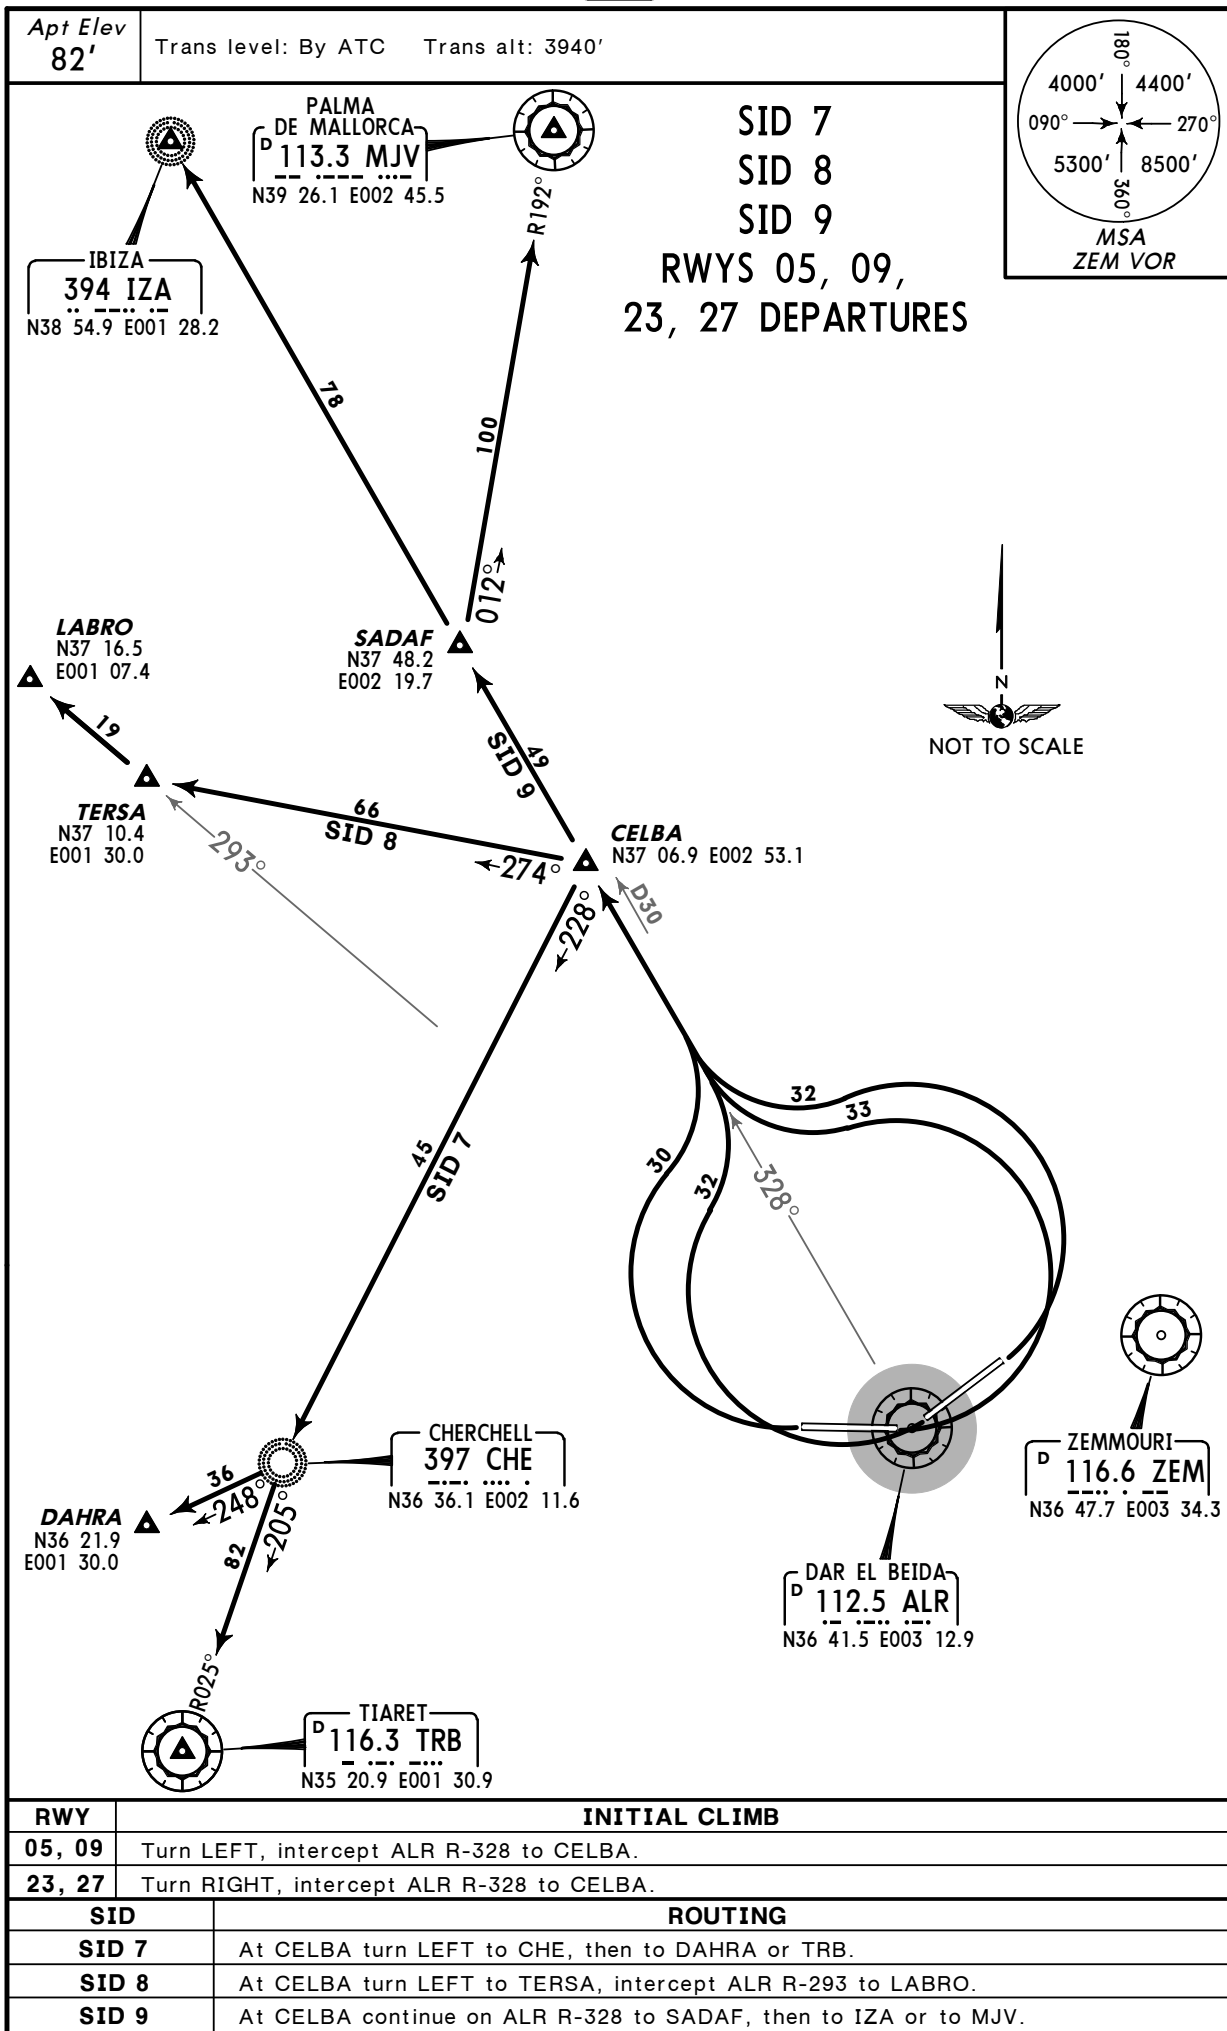 Apt Elev
82'
Trans level: By ATC Trans alt: 3940'
180°
4000' 4400'
090° 270°
5300' 8500'
360°
MSA
ZEM VOR
SID 7
SID 8
SID 9
RWYS 05, 09,
23, 27 DEPARTURES
PALMA
DE MALLORCA
D 113.3 MJV
N39 26.1 E002 45.5
R192°
IBIZA
394 IZA
N38 54.9 E001 28.2
78
100
012°
LABRO
N37 16.5
E001 07.4
SADAF
N37 48.2
E002 19.7
N
NOT TO SCALE
19
49
SID 9
TERSA
N37 10.4
E001 30.0
66
SID 8
293°
274°
CELBA
N37 06.9 E002 53.1
D30
228°
32
33
30
32
328°
45
SID 7
CHERCHELL
397 CHE
N36 36.1 E002 11.6
36
248°
205°
82
DAHRA
N36 21.9
E001 30.0
ZEMMOURI
D 116.6 ZEM
N36 47.7 E003 34.3
DAR EL BEIDA
D 112.5 ALR
N36 41.5 E003 12.9
R025°
TIARET
D 116.3 TRB
N35 20.9 E001 30.9
RWY INITIAL CLIMB
05, 09 Turn LEFT, intercept ALR R-328 to CELBA.
23, 27 Turn RIGHT, intercept ALR R-328 to CELBA.
SID ROUTING
SID 7 At CELBA turn LEFT to CHE, then to DAHRA or TRB.
SID 8 At CELBA turn LEFT to TERSA, intercept ALR R-293 to LABRO.
SID 9 At CELBA continue on ALR R-328 to SADAF, then to IZA or to MJV.